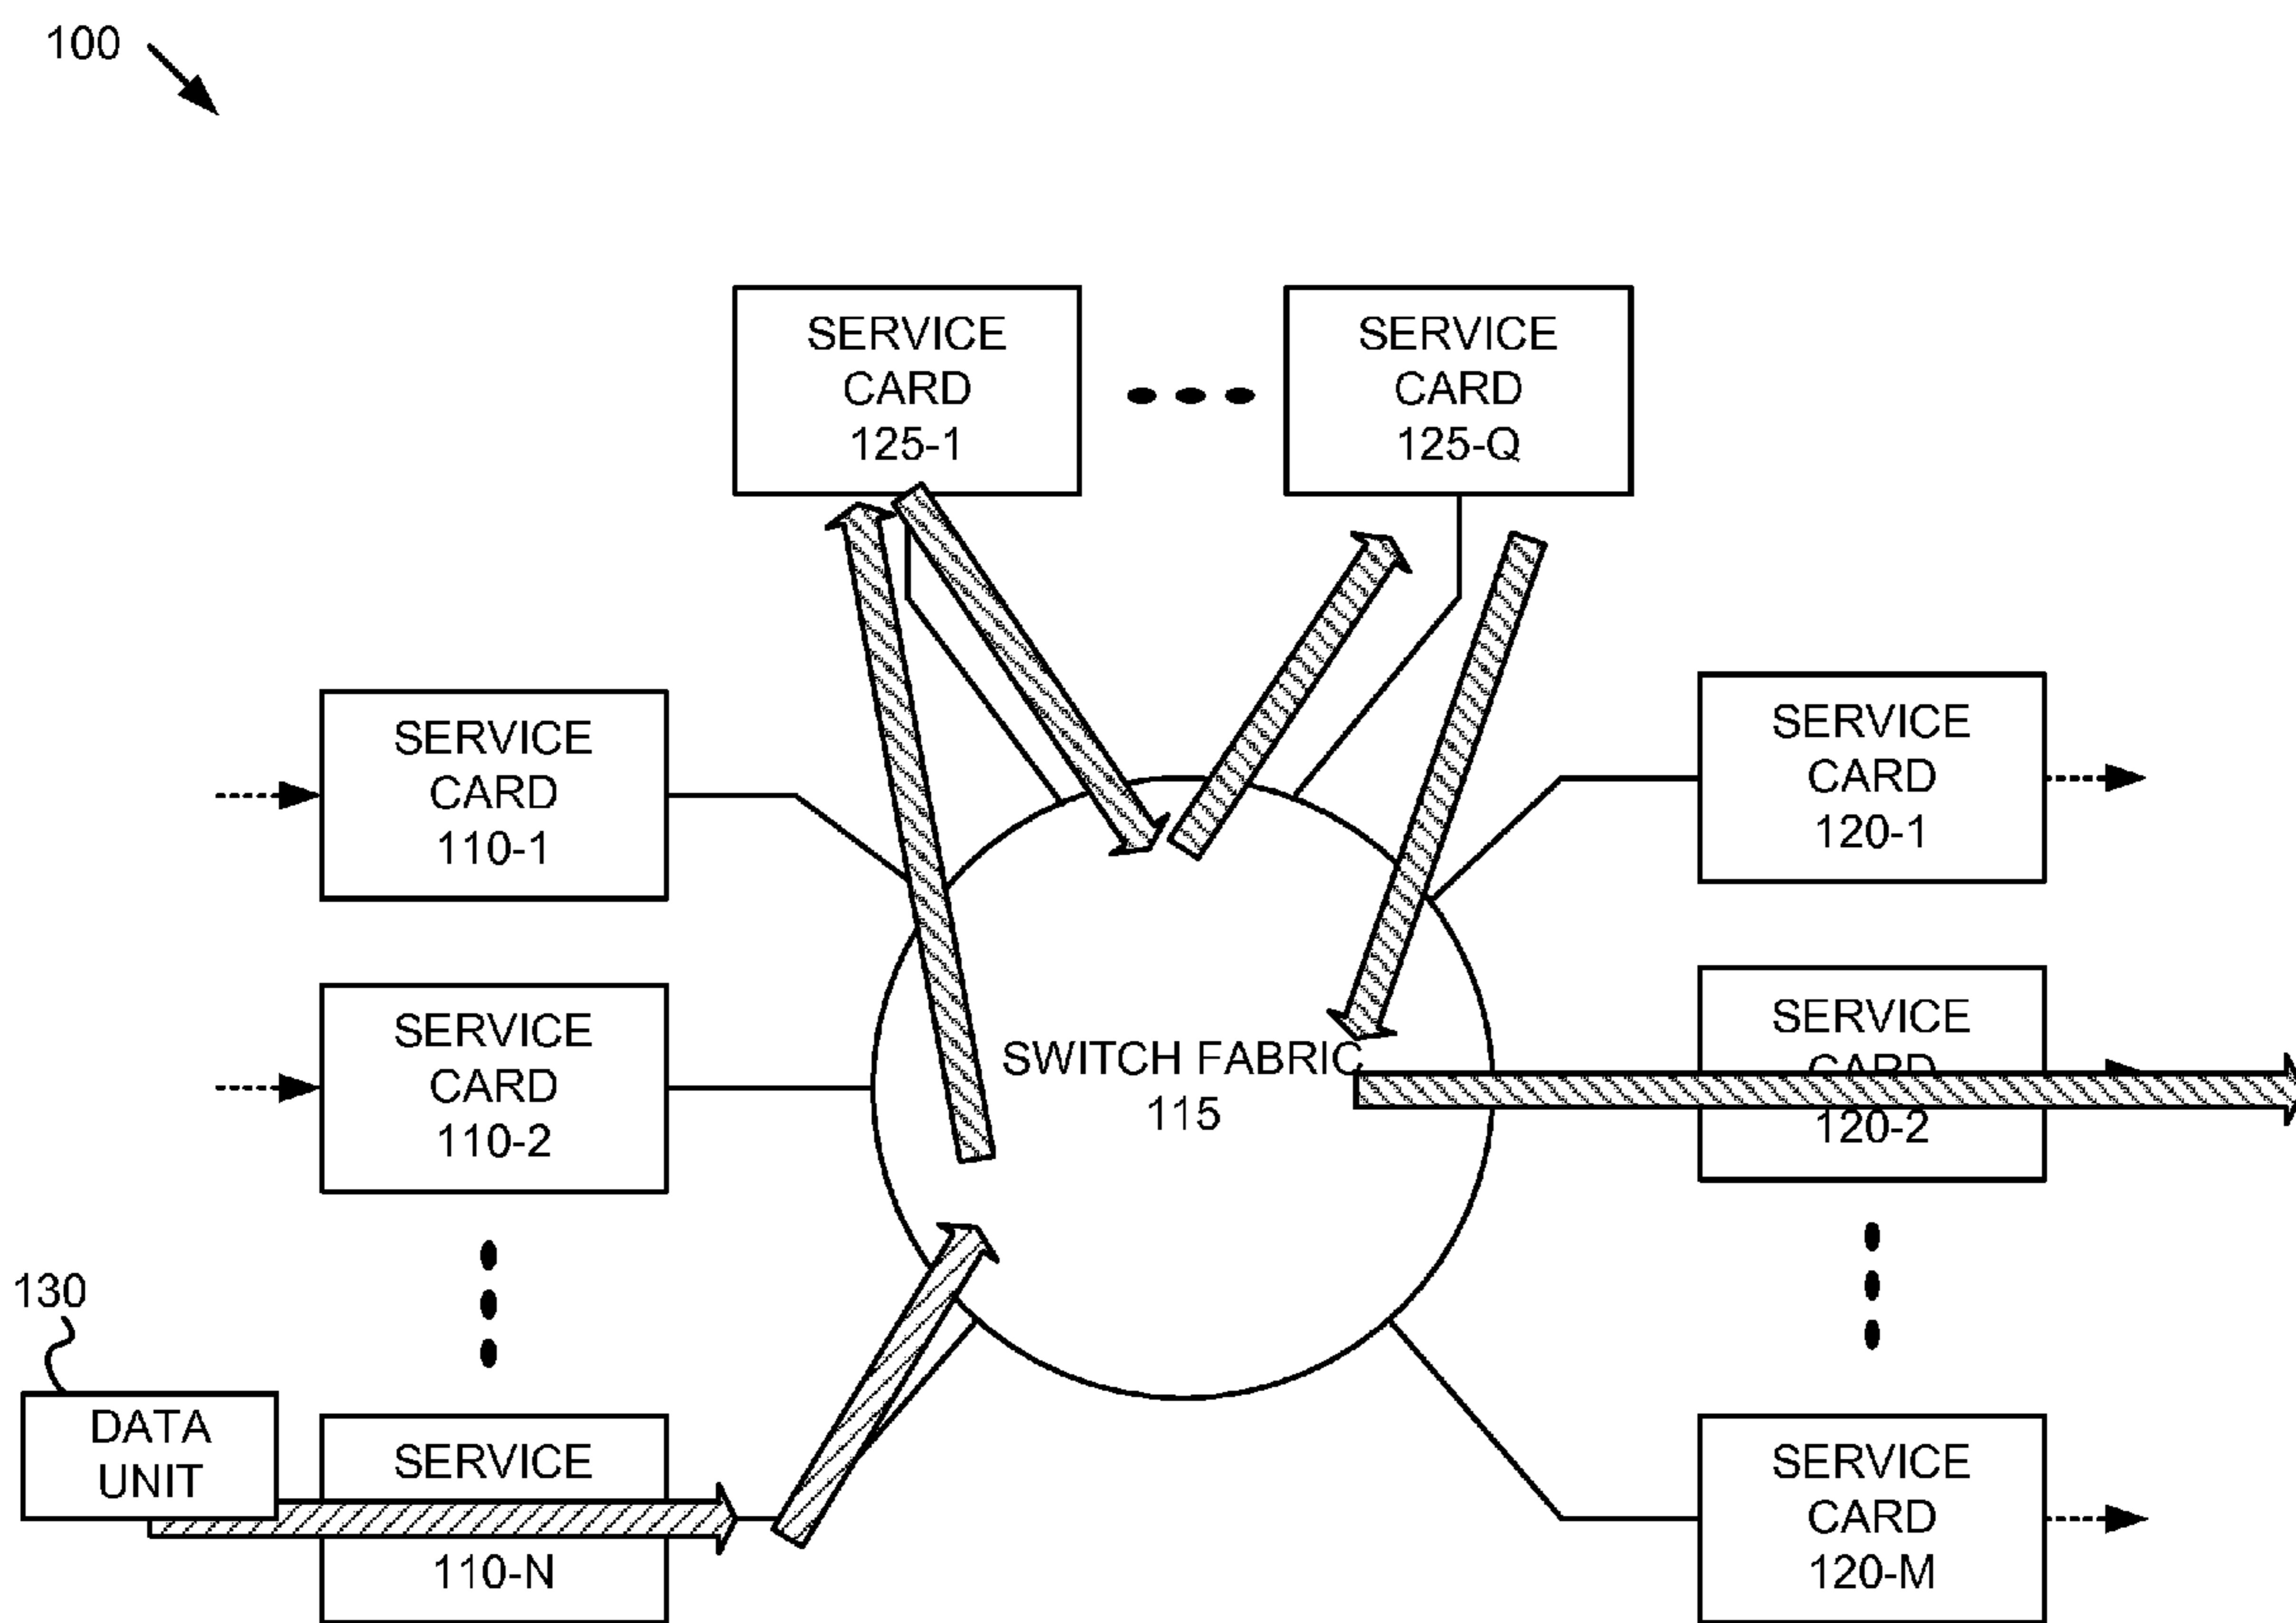 100
SERVICE
CARD
125-1
SERVICE
CARD
125-Q
SERVICE
CARD
110-1
SERVICE
CARD
120-1
SERVICE
CARD
110-2
SWITCH FABRIC
115
SERVICE
CARD
120-2
130
DATA
UNIT
SERVICE
110-N
SERVICE
CARD
120-M